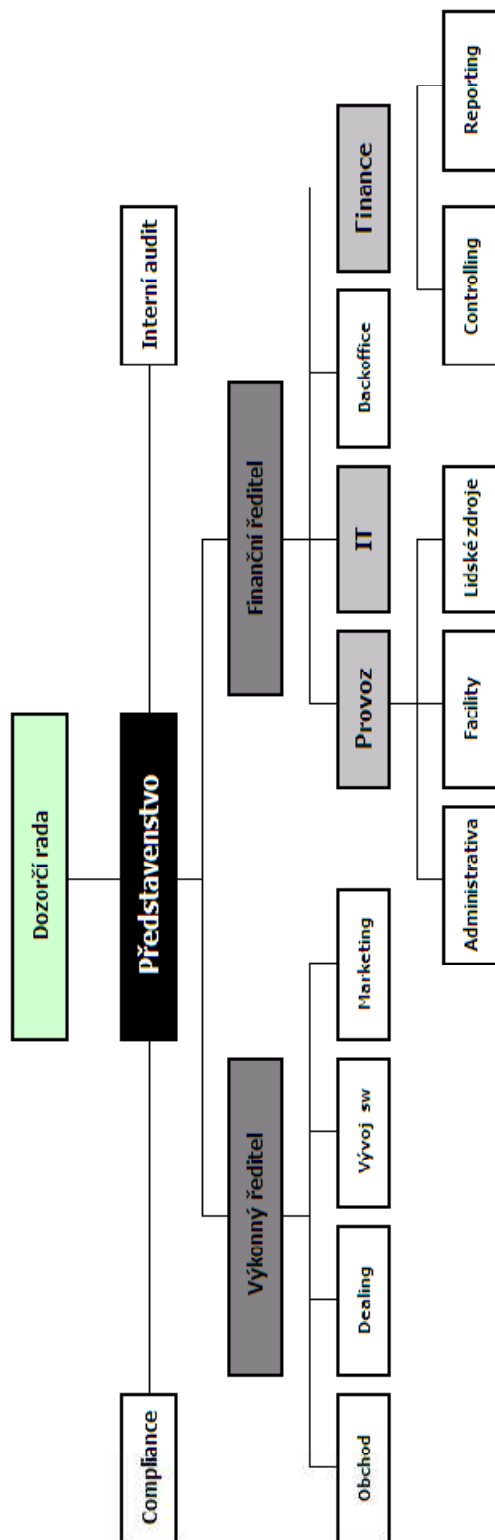 Dozorčí rada
Compliance
Představenstvo
Interní audit
Výkonný ředitel
Finanční ředitel
Obchod
Dealing
Vývoj sw
Marketing
Provoz
IT
Backoffice
Finance
Administrativa
Facility
Lidské zdroje
Controlling
Reporting